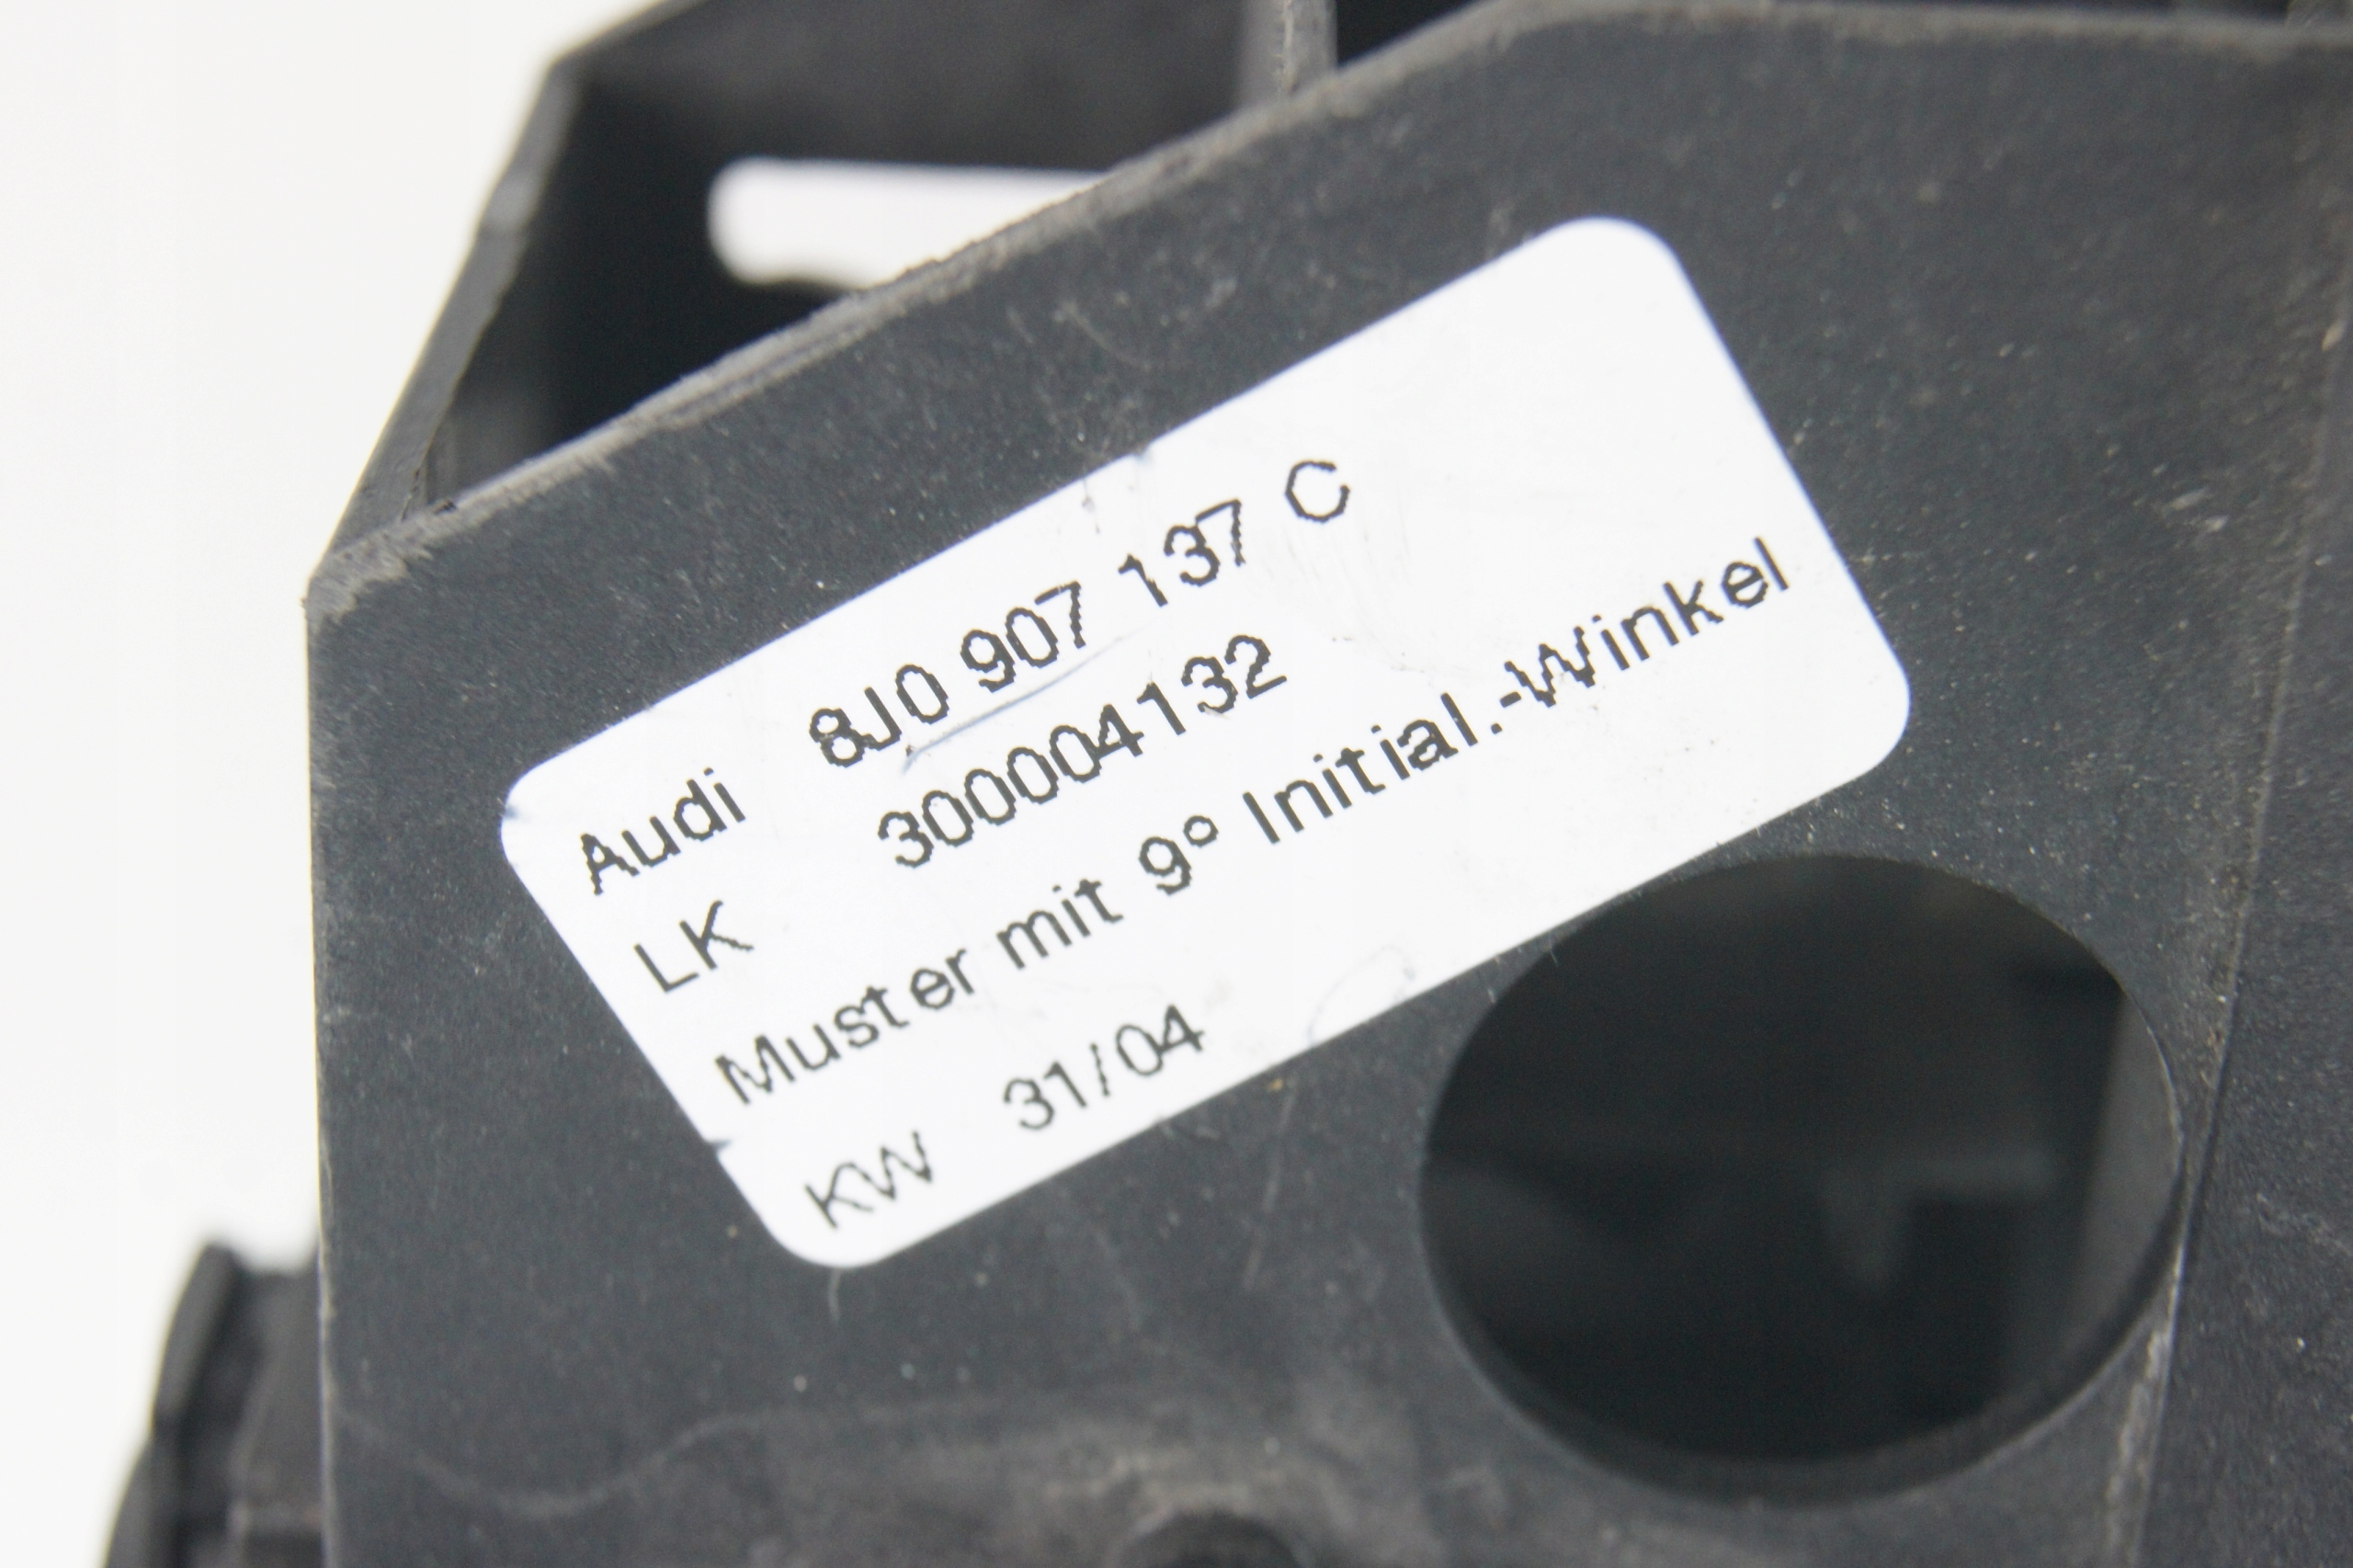 Audi 8J0 907 137 C
LK 300004132
Muster mit 9° Initial.-Winkel
KW 31/04